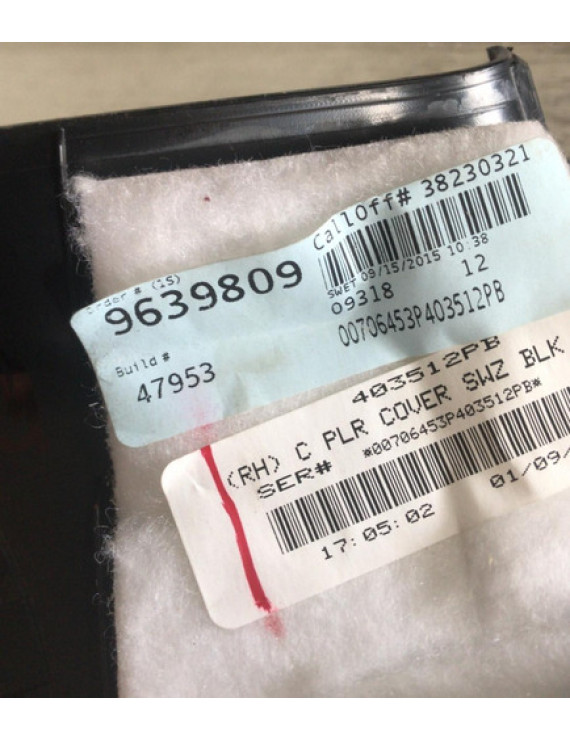 Calloff# 38230321
Order # (1S)
9639809
SWET 09/15/2015 10:38
09318 12
00706453P403512PB
Build #
47953
403512PB
(RH) C PLR COVER SWZ BLK
*00706453P403512PB*
SER#
17:05:02 01/09/